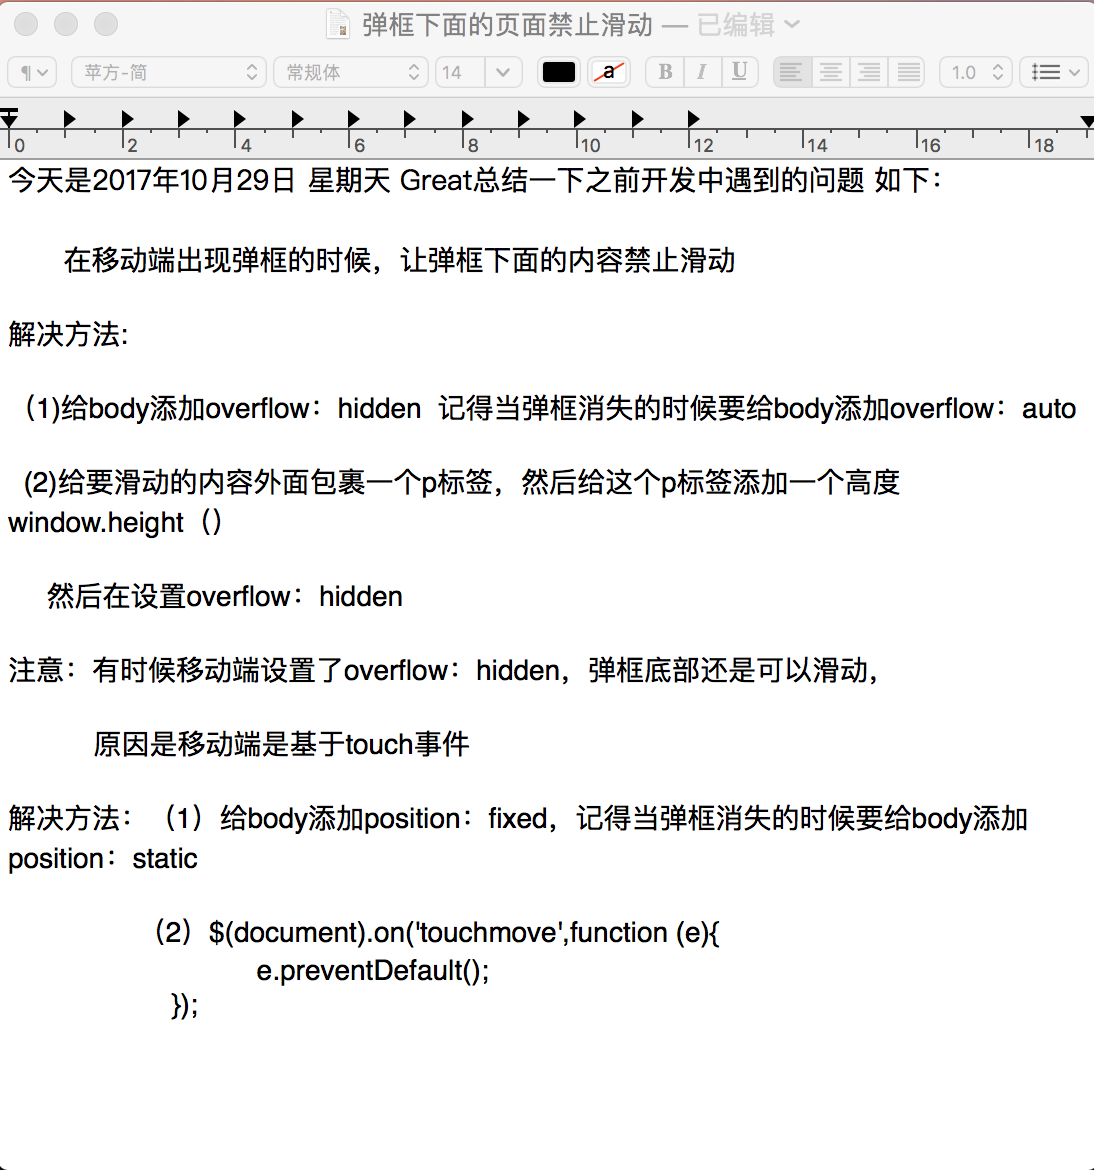 弹框下面的页面禁止滑动 — 已编辑
¶ 苹方-简 常规体 14 a B I U 1.0
0 2 4 6 8 10 12 14 16 18
今天是2017年10月29日 星期天 Great总结一下之前开发中遇到的问题 如下：
在移动端出现弹框的时候，让弹框下面的内容禁止滑动
解决方法:
（1)给body添加overflow：hidden 记得当弹框消失的时候要给body添加overflow：auto
(2)给要滑动的内容外面包裹一个p标签，然后给这个p标签添加一个高度
window.height（）
然后在设置overflow：hidden
注意：有时候移动端设置了overflow：hidden，弹框底部还是可以滑动，
原因是移动端是基于touch事件
解决方法：（1）给body添加position：fixed，记得当弹框消失的时候要给body添加
position：static
（2）$(document).on('touchmove',function (e){
e.preventDefault();
});